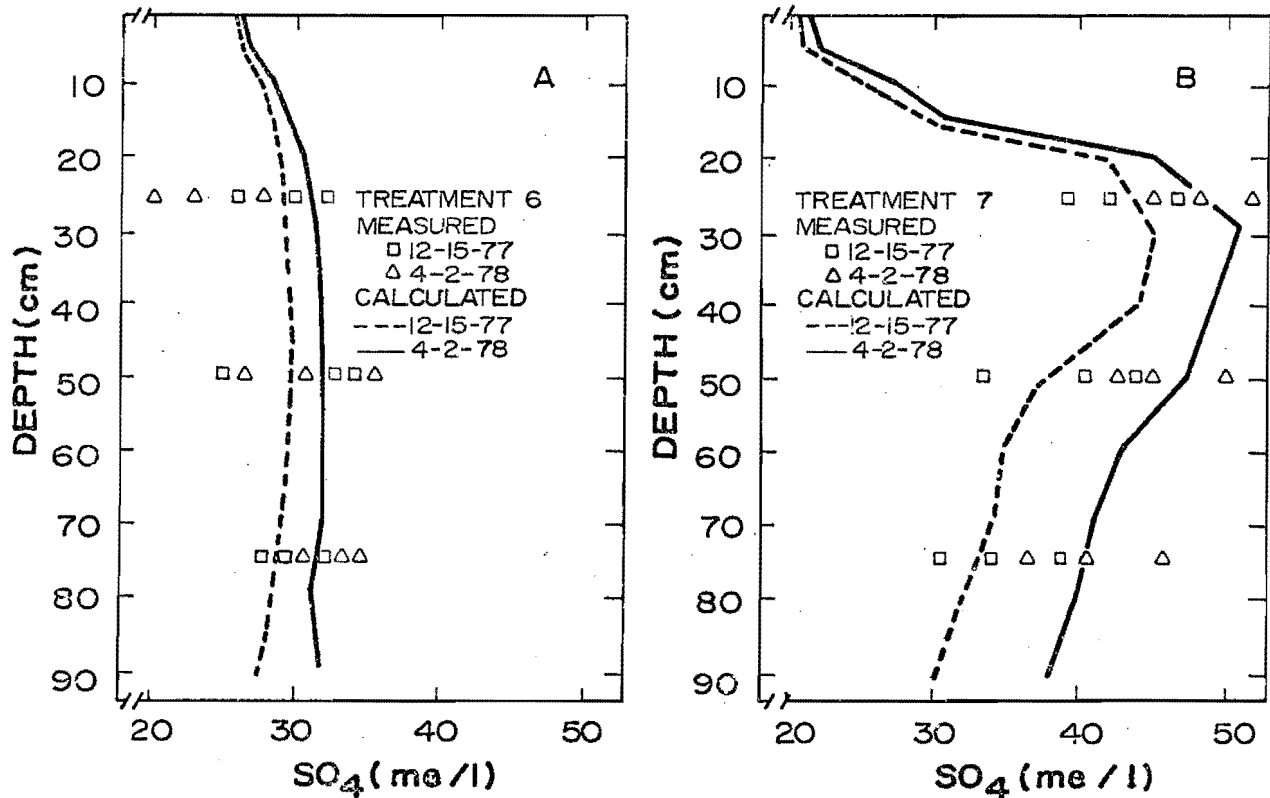 A
DEPTH (cm)
10
20
30
40
50
60
70
80
90
TREATMENT 6
MEASURED
□ 12-15-77
△ 4-2-78
CALCULATED
--- 12-15-77
— 4-2-78
20 30 40 50
SO4 (me/l)
B
DEPTH (cm)
10
20
30
40
50
60
70
80
90
TREATMENT 7
MEASURED
□ 12-15-77
△ 4-2-78
CALCULATED
--- 12-15-77
— 4-2-78
20 30 40 50
SO4 (me/l)